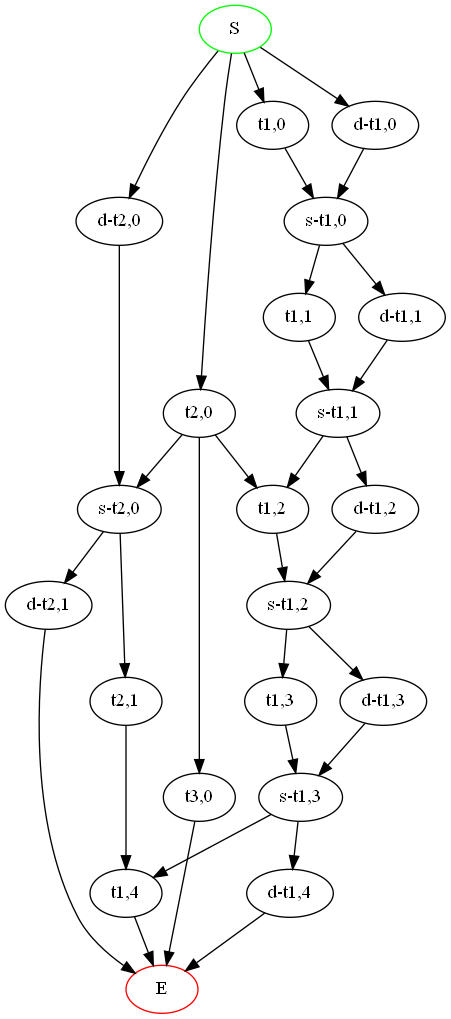 S
t1,0
d-t1,0
d-t2,0
s-t1,0
t1,1
d-t1,1
t2,0
s-t1,1
s-t2,0
t1,2
d-t1,2
d-t2,1
s-t1,2
t2,1
t1,3
d-t1,3
t3,0
s-t1,3
t1,4
d-t1,4
E